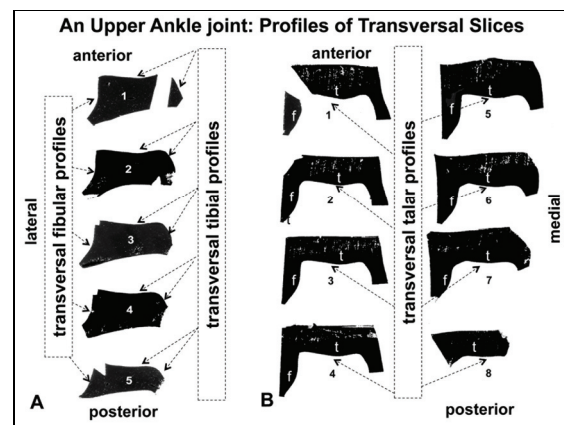 An Upper Ankle joint: Profiles of Transversal Slices
anterior
lateral
transversal fibular profiles
1
2
3
4
5
transversal tibial profiles
A
posterior
anterior
f
t
1
f
t
2
f
t
3
f
t
4
transversal talar profiles
f
t
5
f
t
6
f
t
7
t
8
medial
B
posterior